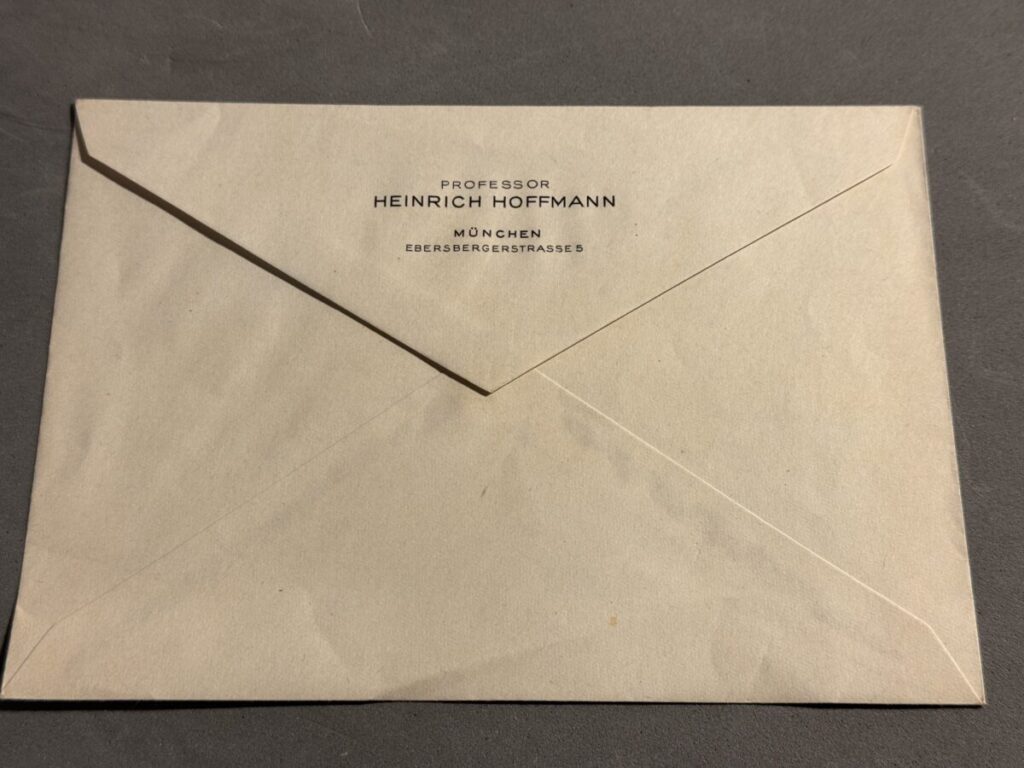 PROFESSOR
HEINRICH HOFFMANN
MÜNCHEN
EBERSBERGERSTRASSE 5